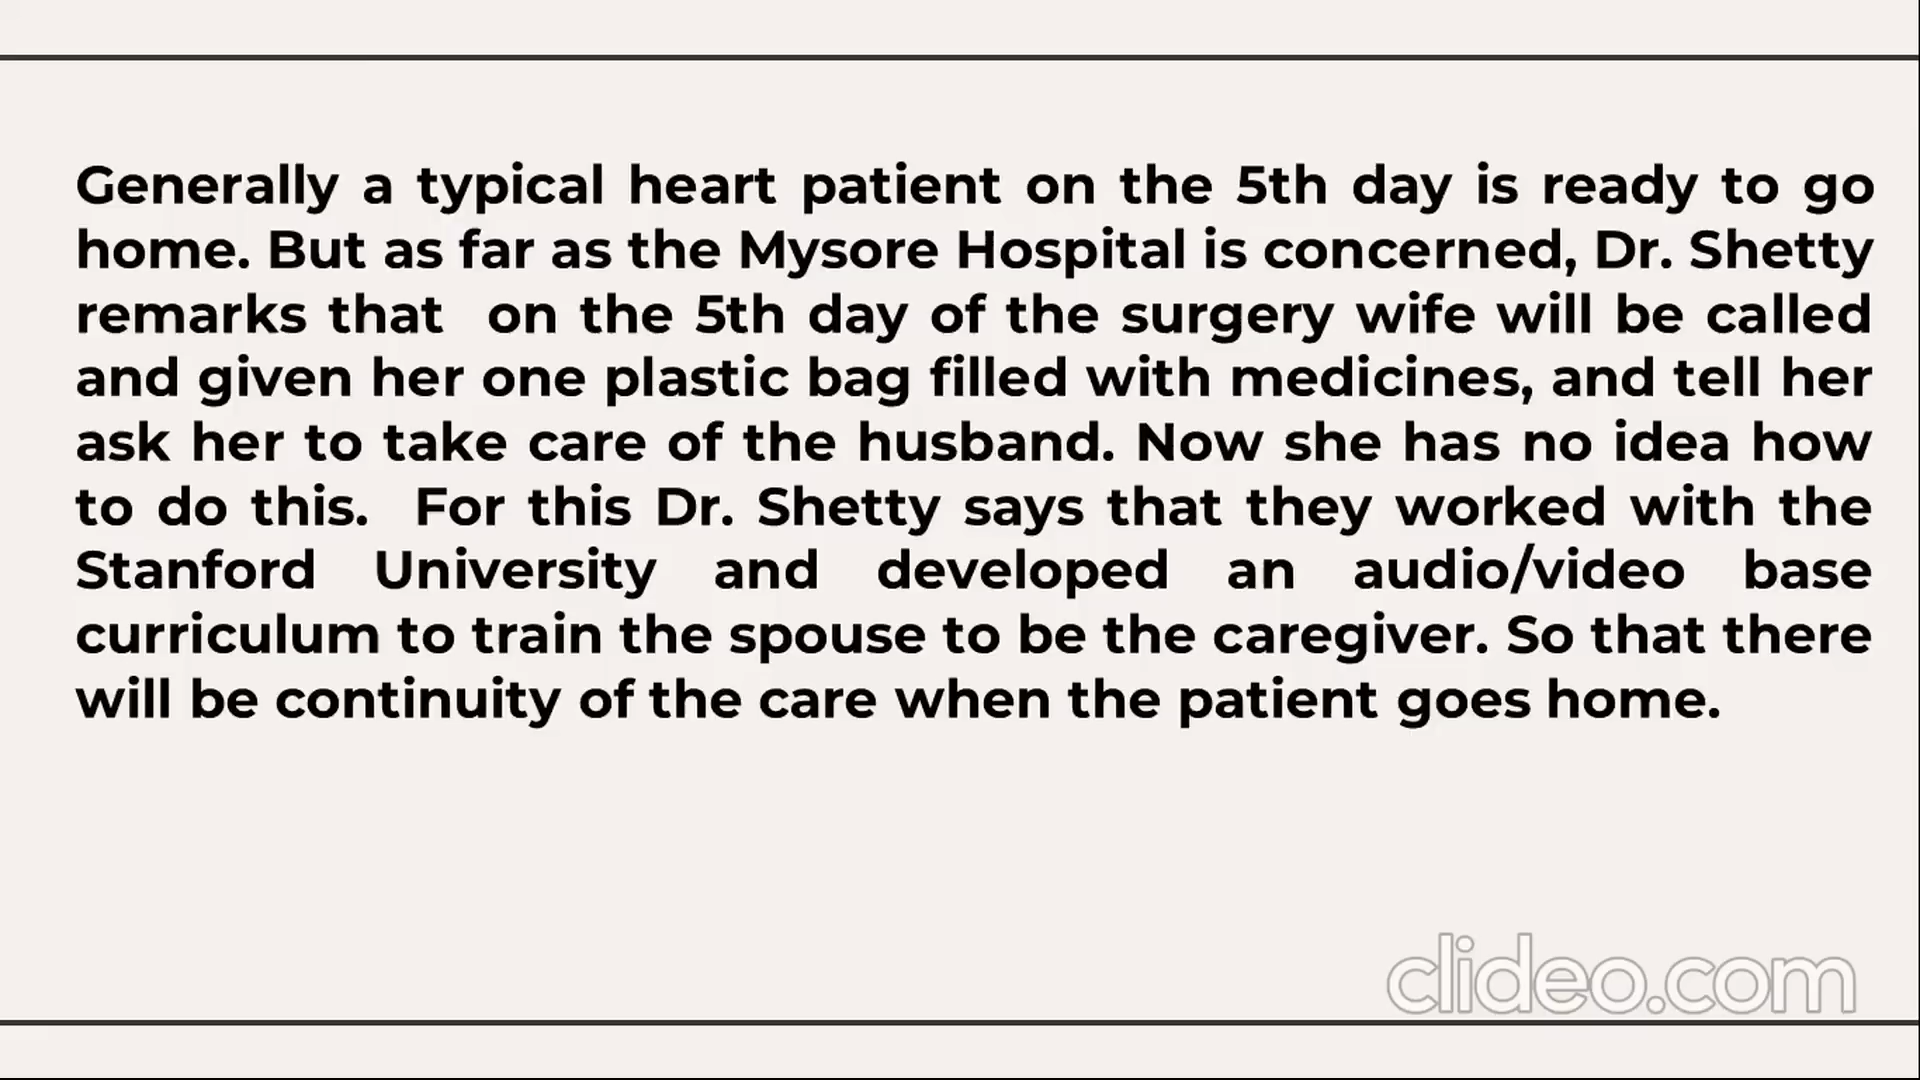 Generally a typical heart patient on the 5th day is ready to go
home. But as far as the Mysore Hospital is concerned, Dr. Shetty
remarks that on the 5th day of the surgery wife will be called
and given her one plastic bag filled with medicines, and tell her
ask her to take care of the husband. Now she has no idea how
to do this. For this Dr. Shetty says that they worked with the
Stanford University and developed an audio/video base
curriculum to train the spouse to be the caregiver. So that there
will be continuity of the care when the patient goes home.
clideo.com